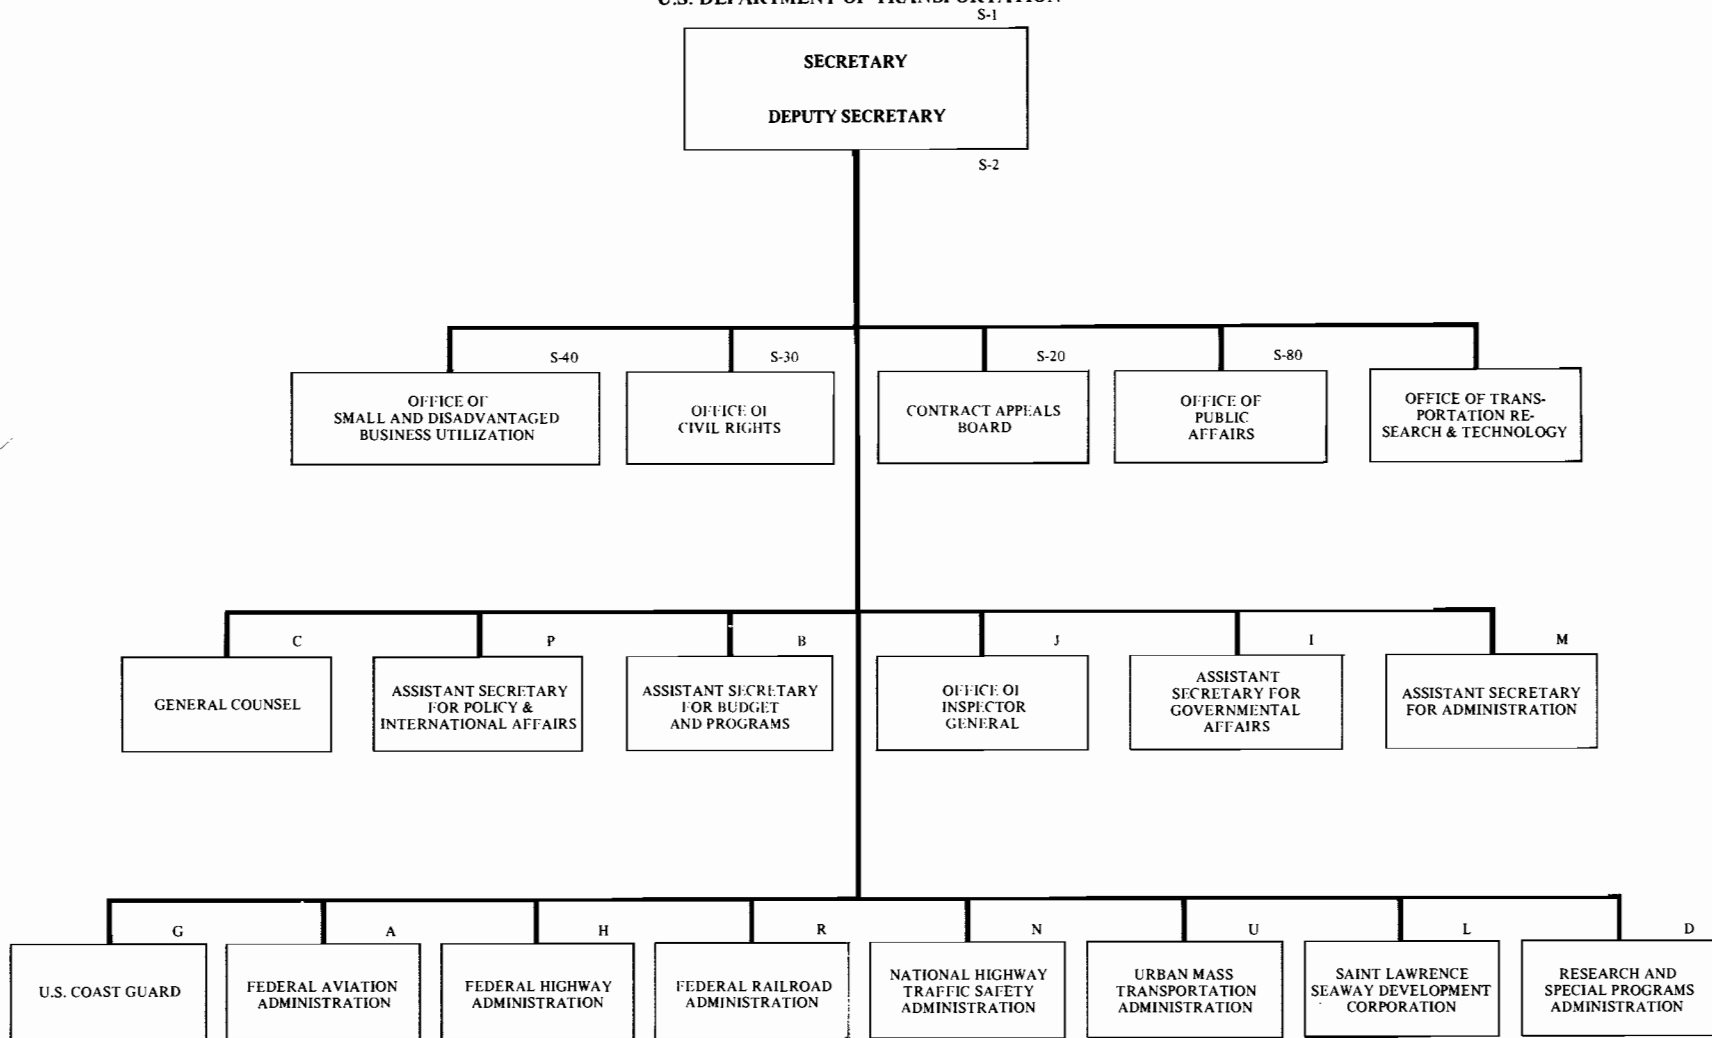 U.S. DEPARTMENT OF TRANSPORTATION
S-1
SECRETARY
DEPUTY SECRETARY
S-2
S-40
OFFICE OF
SMALL AND DISADVANTAGED
BUSINESS UTILIZATION
S-30
OFFICE OF
CIVIL RIGHTS
S-20
CONTRACT APPEALS
BOARD
S-80
OFFICE OF
PUBLIC
AFFAIRS
OFFICE OF TRANS-
PORTATION RE-
SEARCH & TECHNOLOGY
C
GENERAL COUNSEL
P
ASSISTANT SECRETARY
FOR POLICY &
INTERNATIONAL AFFAIRS
B
ASSISTANT SECRETARY
FOR BUDGET
AND PROGRAMS
J
OFFICE OF
INSPECTOR
GENERAL
I
ASSISTANT
SECRETARY FOR
GOVERNMENTAL
AFFAIRS
M
ASSISTANT SECRETARY
FOR ADMINISTRATION
G
U.S. COAST GUARD
A
FEDERAL AVIATION
ADMINISTRATION
H
FEDERAL HIGHWAY
ADMINISTRATION
R
FEDERAL RAILROAD
ADMINISTRATION
N
NATIONAL HIGHWAY
TRAFFIC SAFETY
ADMINISTRATION
U
URBAN MASS
TRANSPORTATION
ADMINISTRATION
L
SAINT LAWRENCE
SEAWAY DEVELOPMENT
CORPORATION
D
RESEARCH AND
SPECIAL PROGRAMS
ADMINISTRATION